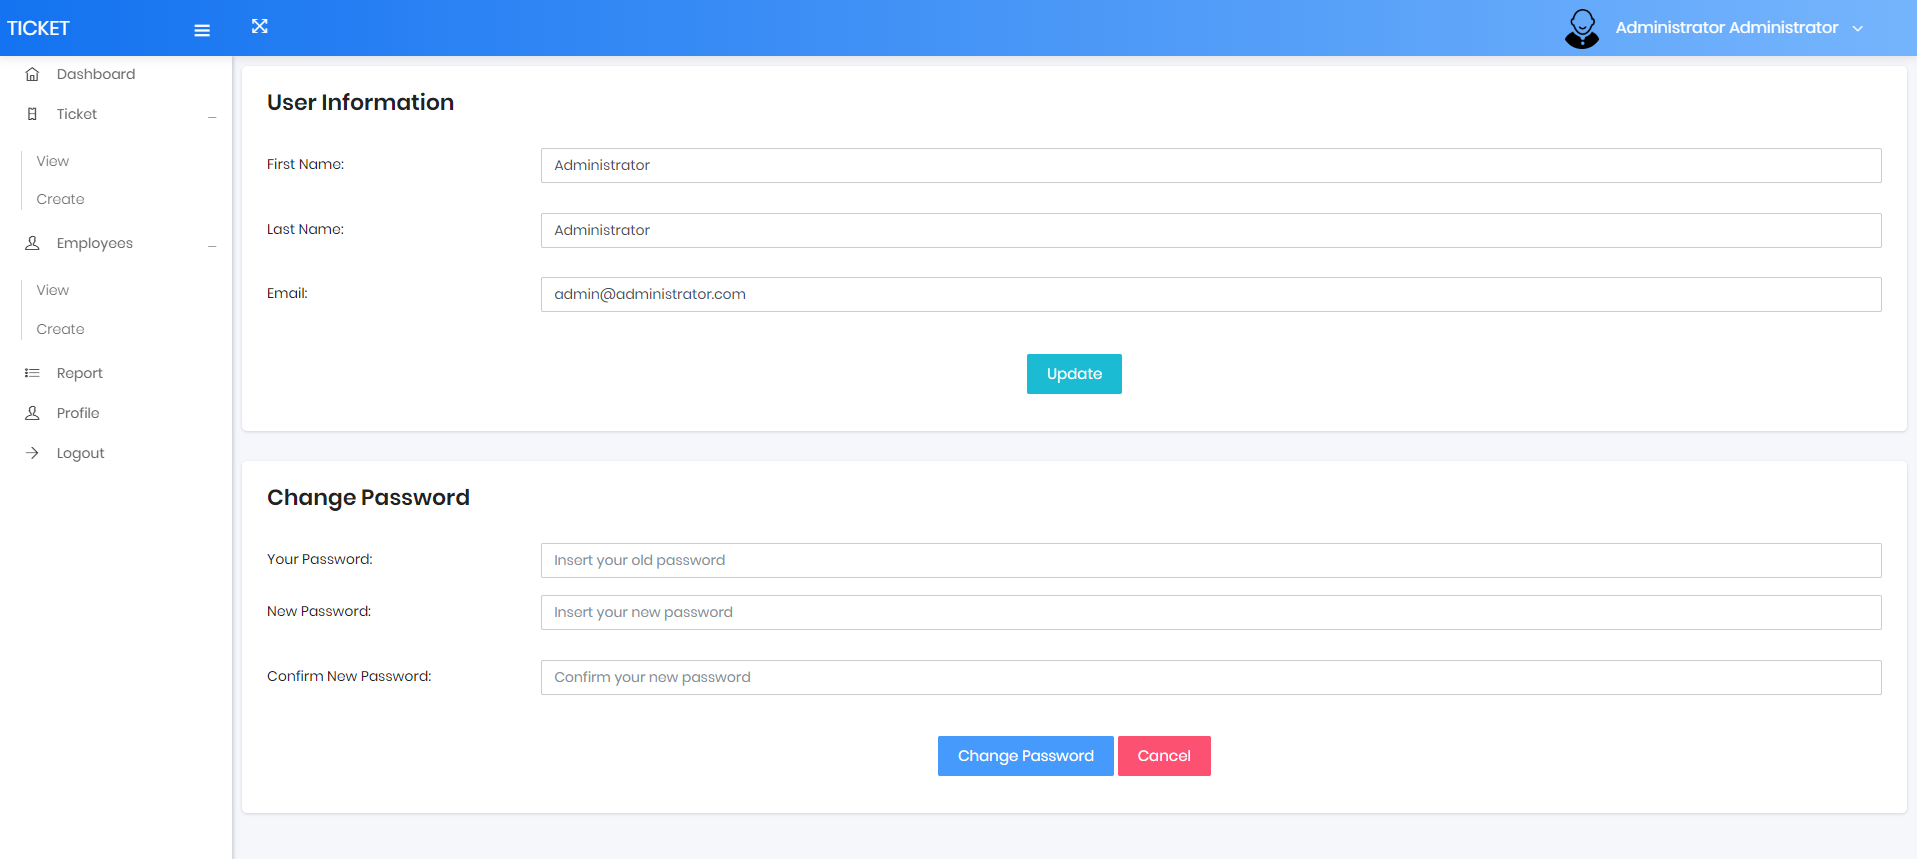 TICKET
Administrator Administrator
Dashboard
Ticket
View
Create
Employees
View
Create
Report
Profile
Logout
User Information
First Name:
Administrator
Last Name:
Administrator
Email:
admin@administrator.com
Update
Change Password
Your Password:
Insert your old password
New Password:
Insert your new password
Confirm New Password:
Confirm your new password
Change Password
Cancel